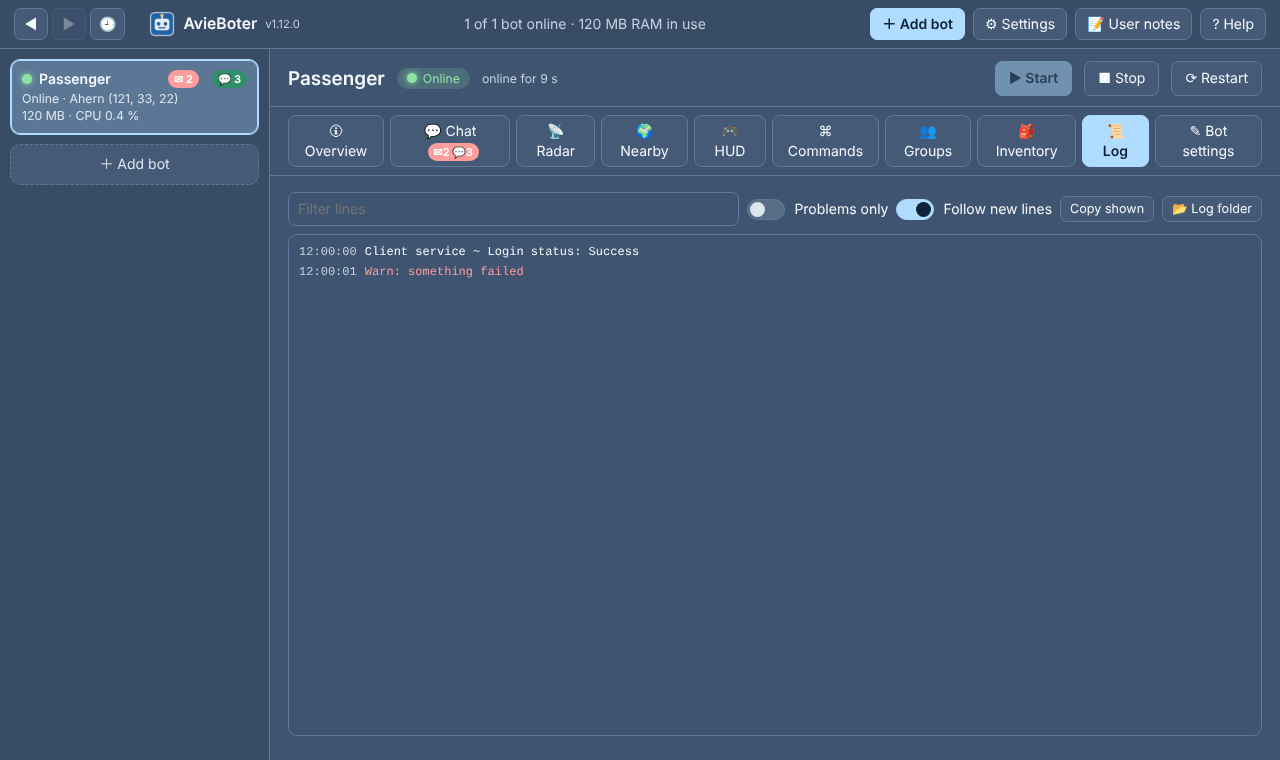 ◀ ▶ 🕘 AvieBoter v1.12.0 1 of 1 bot online · 120 MB RAM in use + Add bot ⚙ Settings 📝 User notes ? Help
Passenger ✉ 2 💬 3
Online · Ahern (121, 33, 22)
120 MB · CPU 0.4 %
+ Add bot
Passenger Online online for 9 s ▶ Start ■ Stop ⟳ Restart
🛈 Overview
💬 Chat ✉2 💬3
📡 Radar
🌍 Nearby
🎮 HUD
⌘ Commands
👥 Groups
🎒 Inventory
📜 Log
✎ Bot settings
Filter lines Problems only Follow new lines Copy shown 📂 Log folder
12:00:00 Client service ~ Login status: Success
12:00:01 Warn: something failed